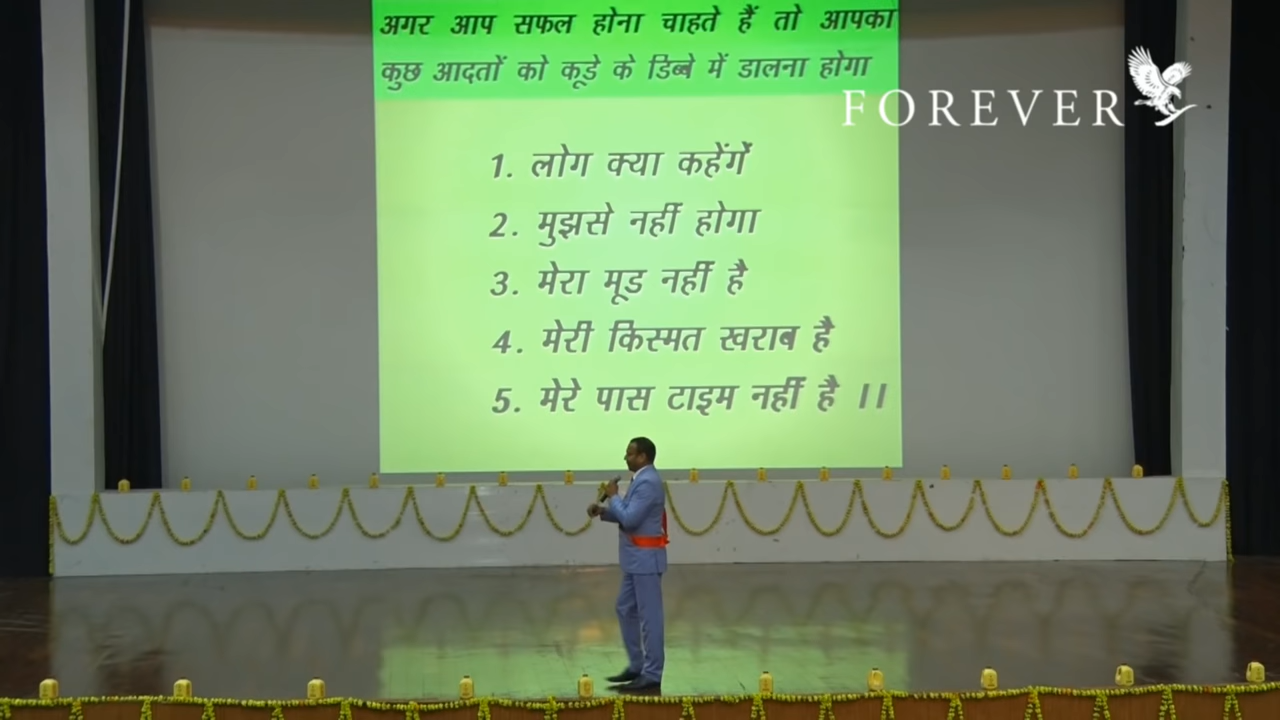 अगर आप सफल होना चाहते हैं तो आपका
कुछ आदतों को कूड़े के डिब्बे में डालना होगा
FOREVER
1. लोग क्या कहेंगें
2. मुझसे नहीं होगा
3. मेरा मूड नहीं है
4. मेरी किस्मत खराब है
5. मेरे पास टाइम नहीं है ।।